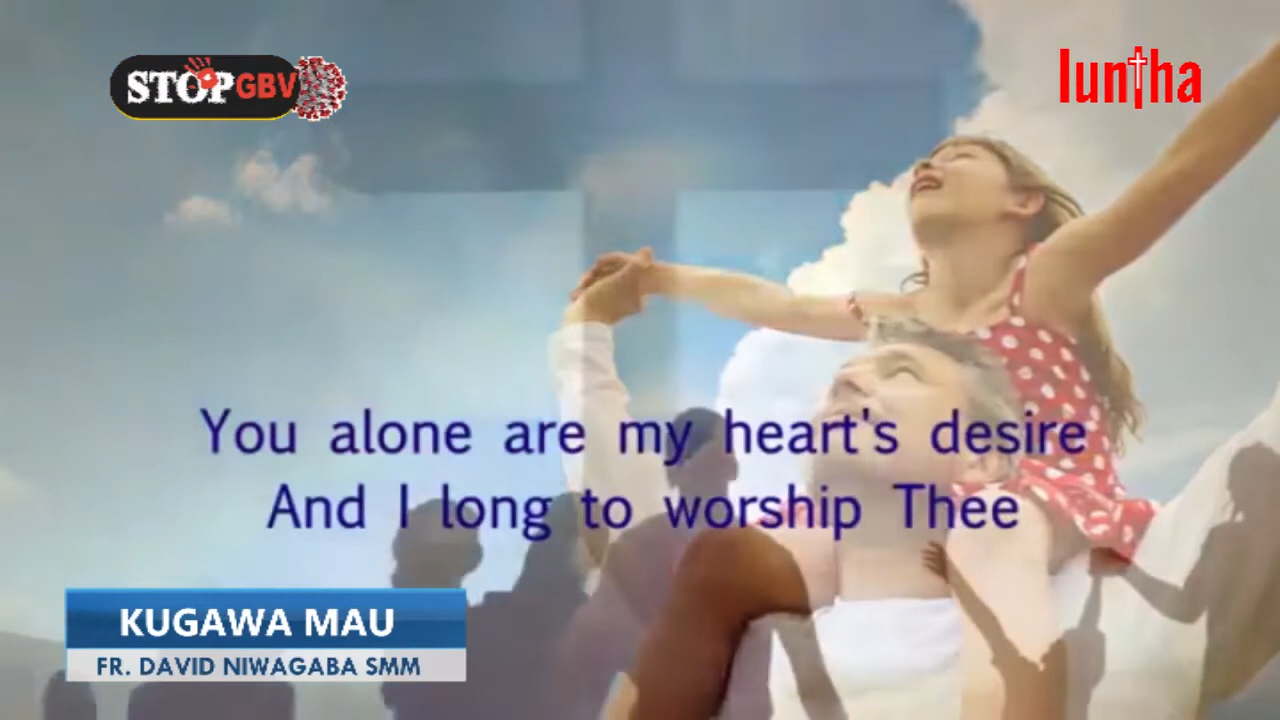 STOPGBV
luntha
You alone are my heart's desire
And I long to worship Thee
KUGAWA MAU
FR. DAVID NIWAGABA SMM